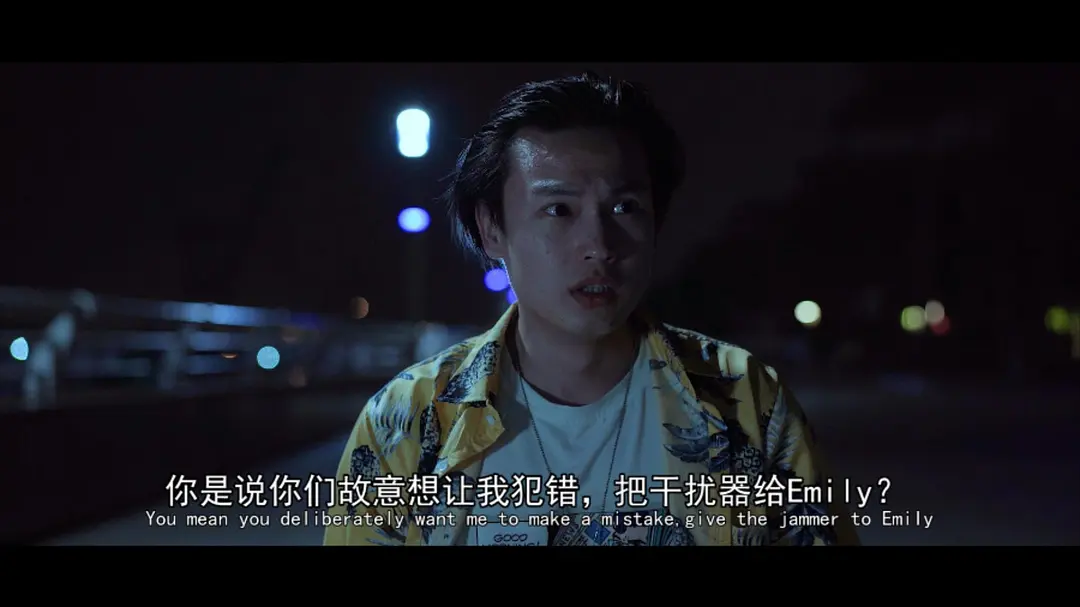 你是说你们故意想让我犯错，把干扰器给Emily？
You mean you deliberately want me to make a mistake,give the jammer to Emily
GOOD